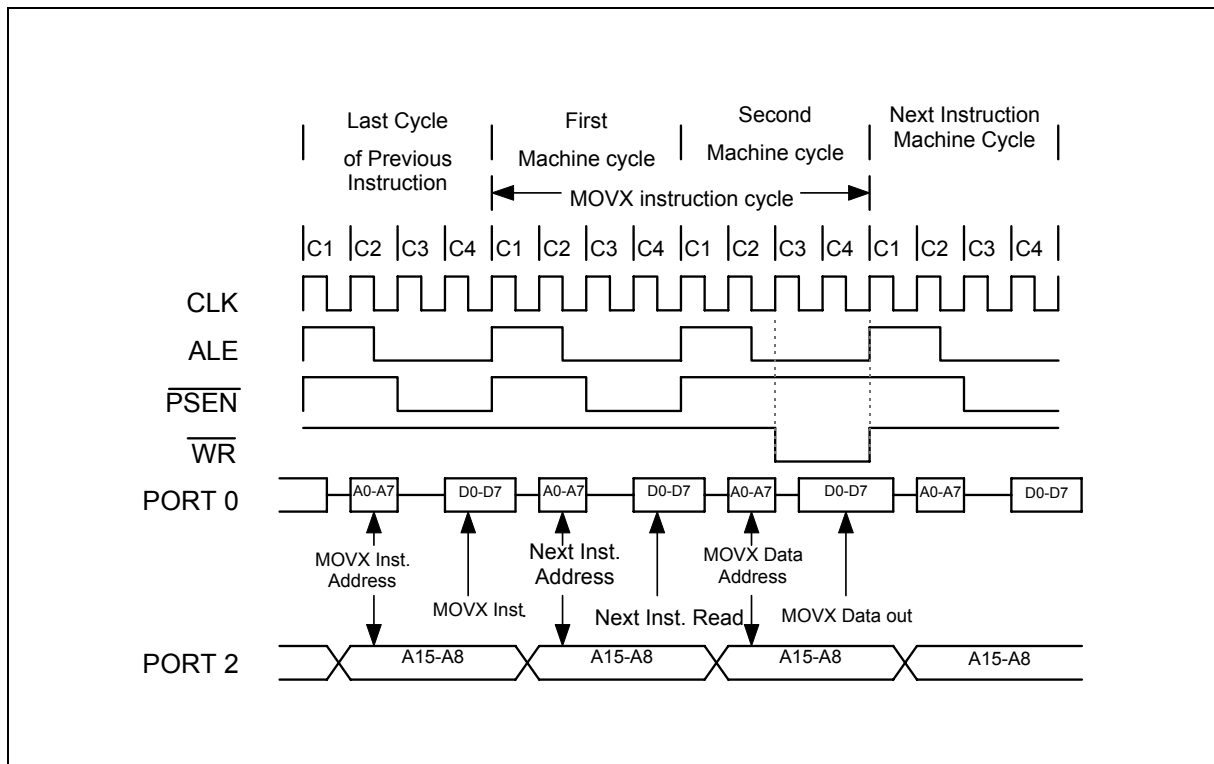 Last Cycle
of Previous
Instruction
First
Machine cycle
Second
Machine cycle
Next Instruction
Machine Cycle
MOVX instruction cycle
C1 C2 C3 C4 C1 C2 C3 C4 C1 C2 C3 C4 C1 C2 C3 C4
CLK
ALE
PSEN
WR
PORT 0
A0-A7 D0-D7 A0-A7 D0-D7 A0-A7 D0-D7 A0-A7 D0-D7
MOVX Inst.
Address
MOVX Inst.
Next Inst.
Address
Next Inst. Read
MOVX Data
Address
MOVX Data out
PORT 2
A15-A8 A15-A8 A15-A8 A15-A8